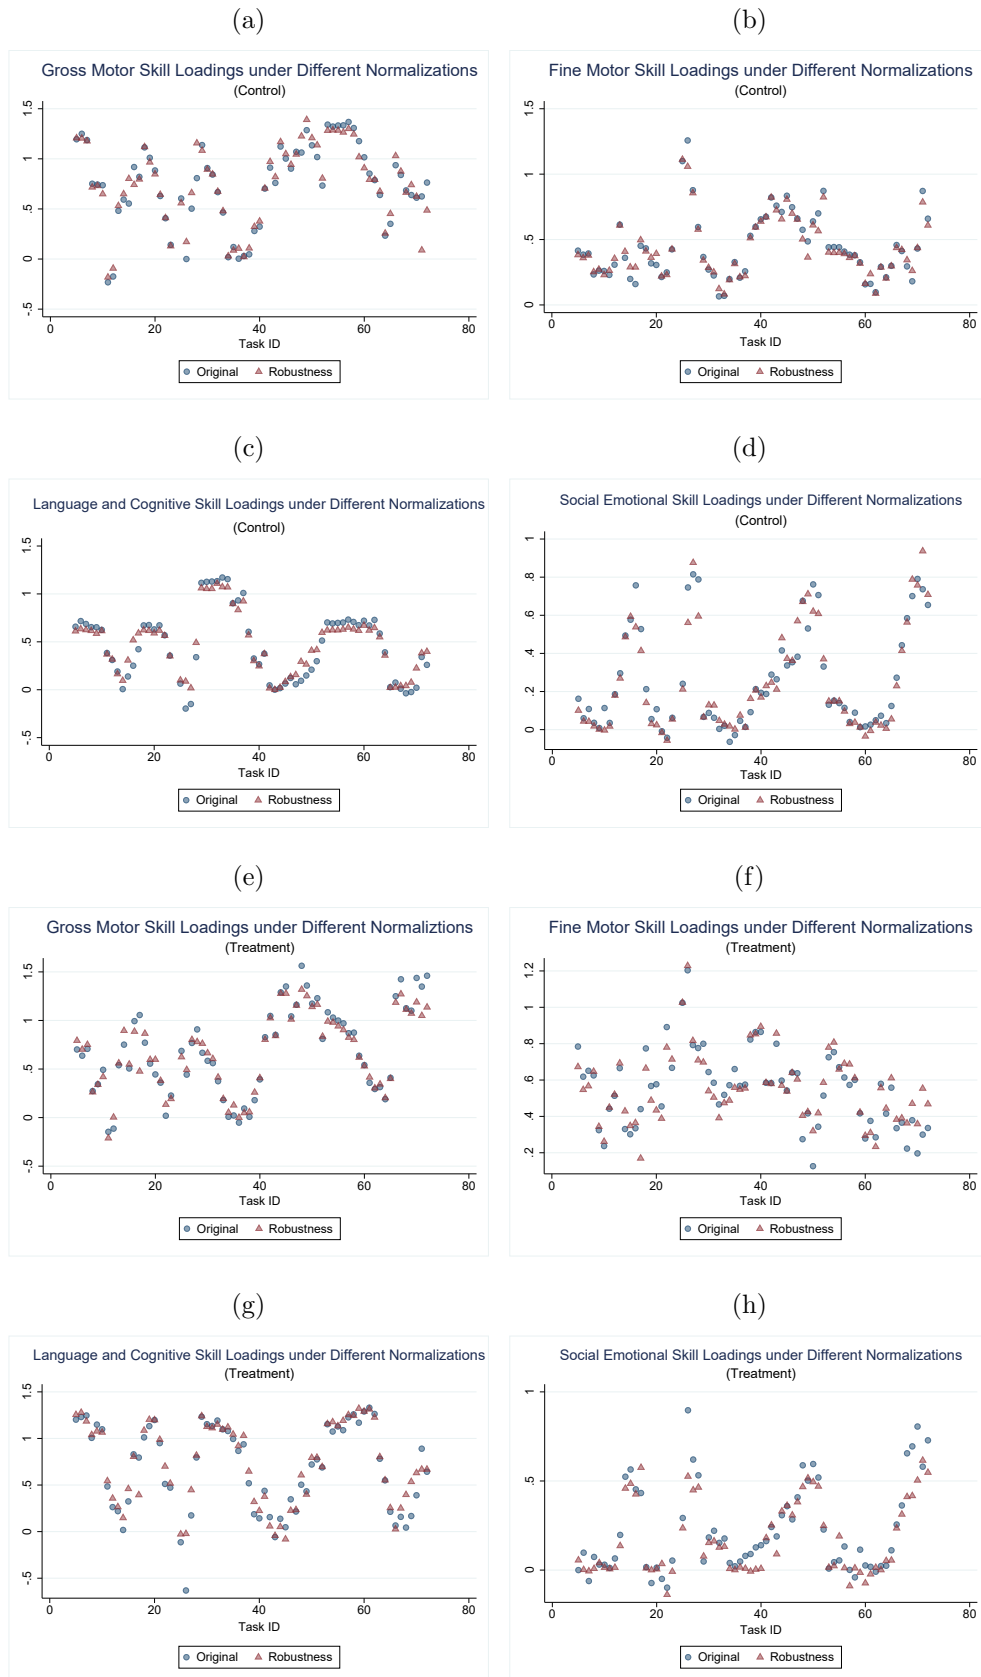 (a)
Gross Motor Skill Loadings under Different Normalizations
(Control)
1.5
1
.5
0
-.5
0 20 40 60 80
Task ID
Original Robustness
(b)
Fine Motor Skill Loadings under Different Normalizations
(Control)
1.5
1
.5
0
0 20 40 60 80
Task ID
Original Robustness
(c)
Language and Cognitive Skill Loadings under Different Normalizations
(Control)
1.5
1
.5
0
-.5
0 20 40 60 80
Task ID
Original Robustness
(d)
Social Emotional Skill Loadings under Different Normalizations
(Control)
1
.8
.6
.4
.2
0
0 20 40 60 80
Task ID
Original Robustness
(e)
Gross Motor Skill Loadings under Different Normaliztions
(Treatment)
1.5
1
.5
0
-.5
0 20 40 60 80
Task ID
Original Robustness
(f)
Fine Motor Skill Loadings under Different Normalizations
(Treatment)
1.2
1
.8
.6
.4
.2
0 20 40 60 80
Task ID
Original Robustness
(g)
Language and Cognitive Skill Loadings under Different Normalizations
(Treatment)
1.5
1
.5
0
-.5
0 20 40 60 80
Task ID
Original Robustness
(h)
Social Emotional Skill Loadings under Different Normalizations
(Treatment)
1
.5
0
0 20 40 60 80
Task ID
Original Robustness